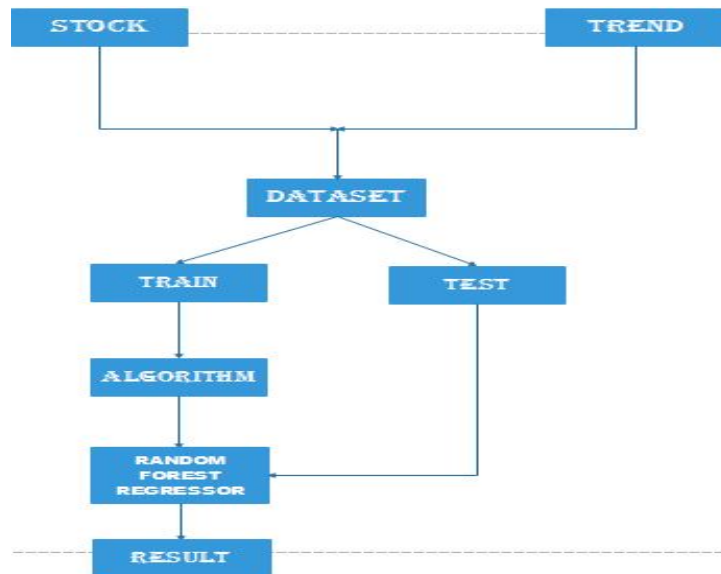 STOCK
TREND
DATASET
TRAIN
TEST
ALGORITHM
RANDOM
FOREST
REGRESSOR
RESULT